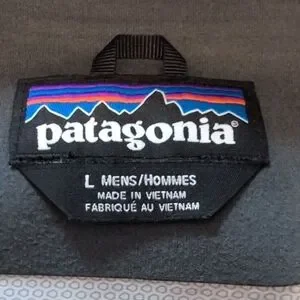 patagonia®
L MENS/HOMMES
MADE IN VIETNAM
FABRIQUÉ AU VIETNAM